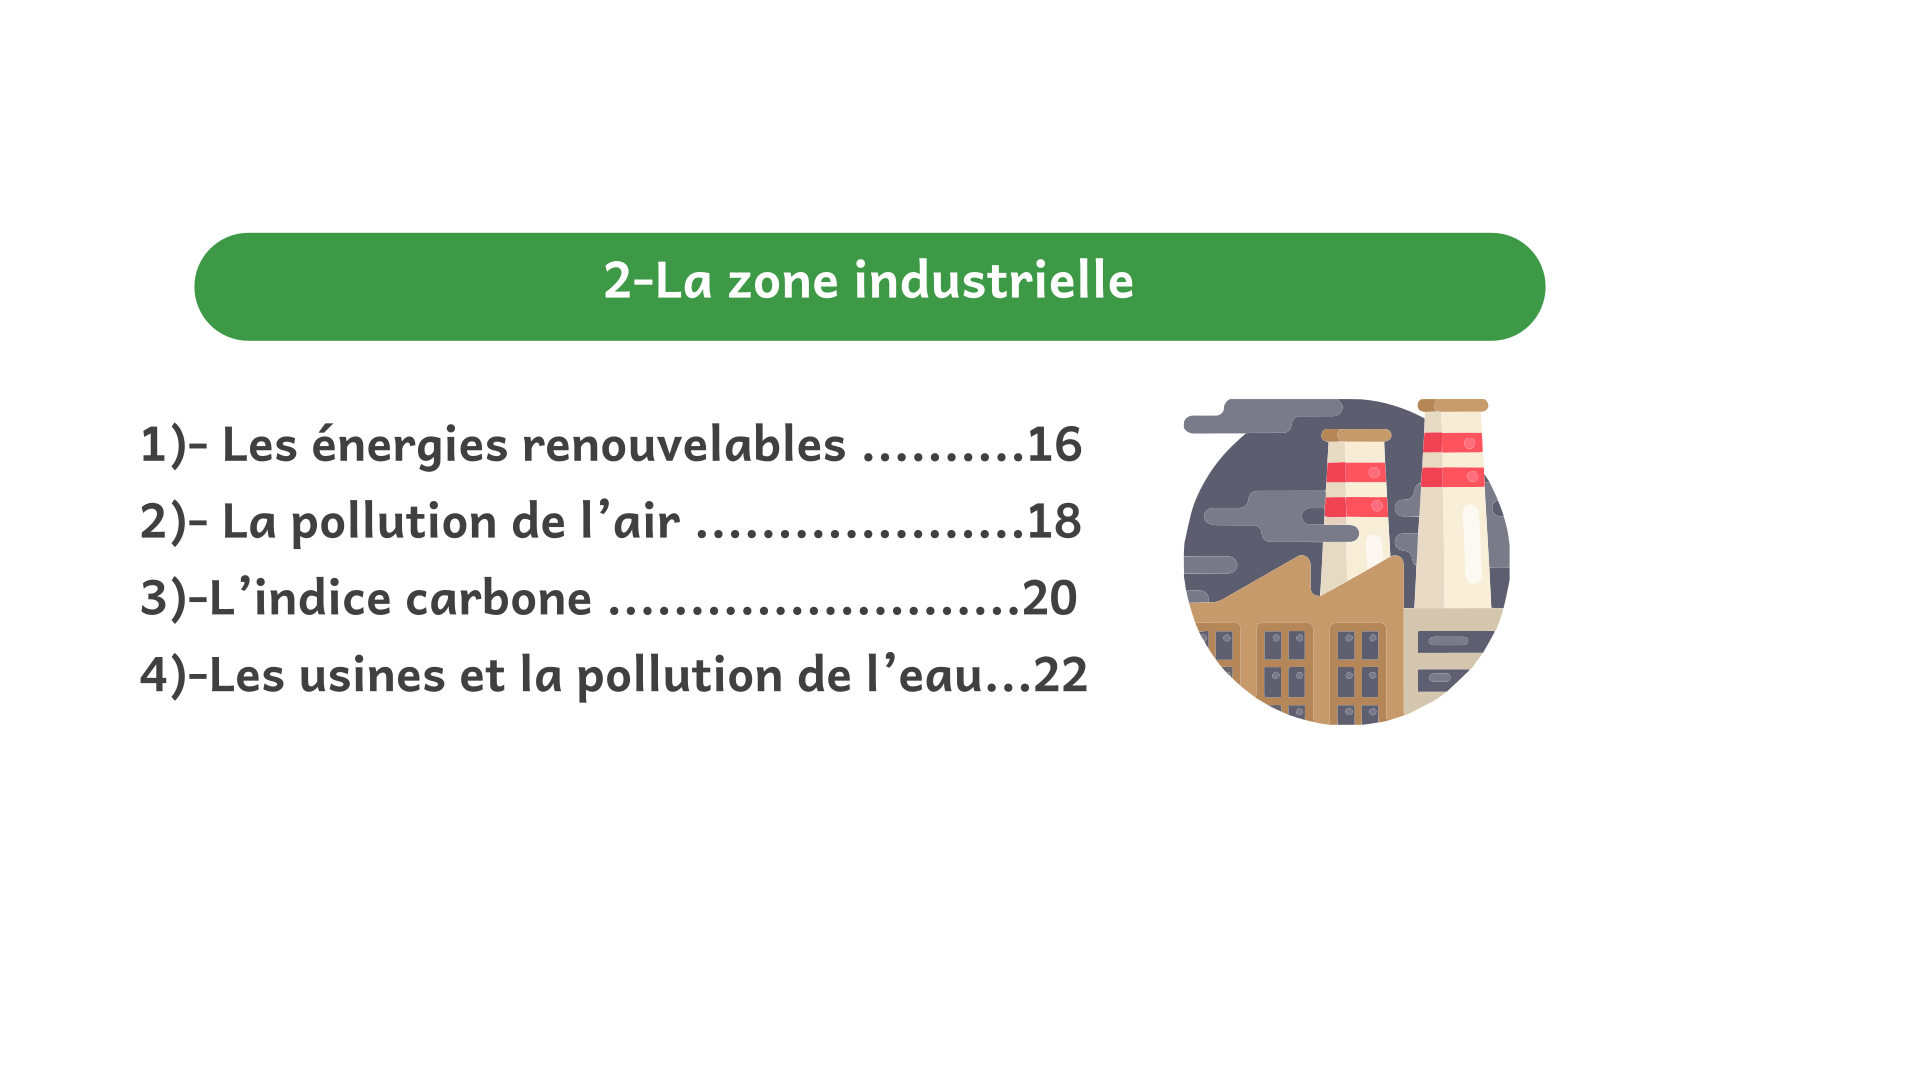 2-La zone industrielle
1)- Les énergies renouvelables ..........16
2)- La pollution de l’air ....................18
3)-L’indice carbone .........................20
4)-Les usines et la pollution de l’eau...22